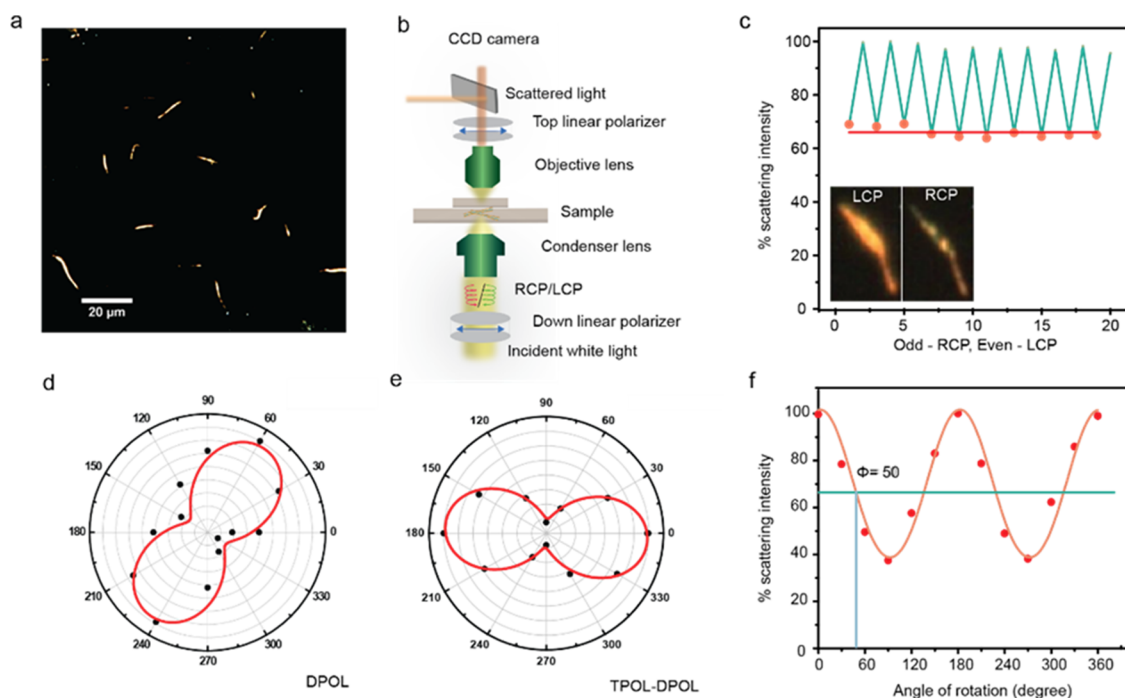 a
20 µm
b
CCD camera
Scattered light
Top linear polarizer
Objective lens
Sample
Condenser lens
RCP/LCP
Down linear polarizer
Incident white light
c
% scattering intensity
100
80
60
40
20
0
LCP RCP
0 5 10 15 20
Odd - RCP, Even - LCP
d
90
120 60
150 30
180 0
210 330
240 300
270
DPOL
e
90
120 60
150 30
180 0
210 330
240 300
270
TPOL-DPOL
f
% scattering intensity
100
80
60
40
20
0
Φ= 50
0 60 120 180 240 300 360
Angle of rotation (degree)